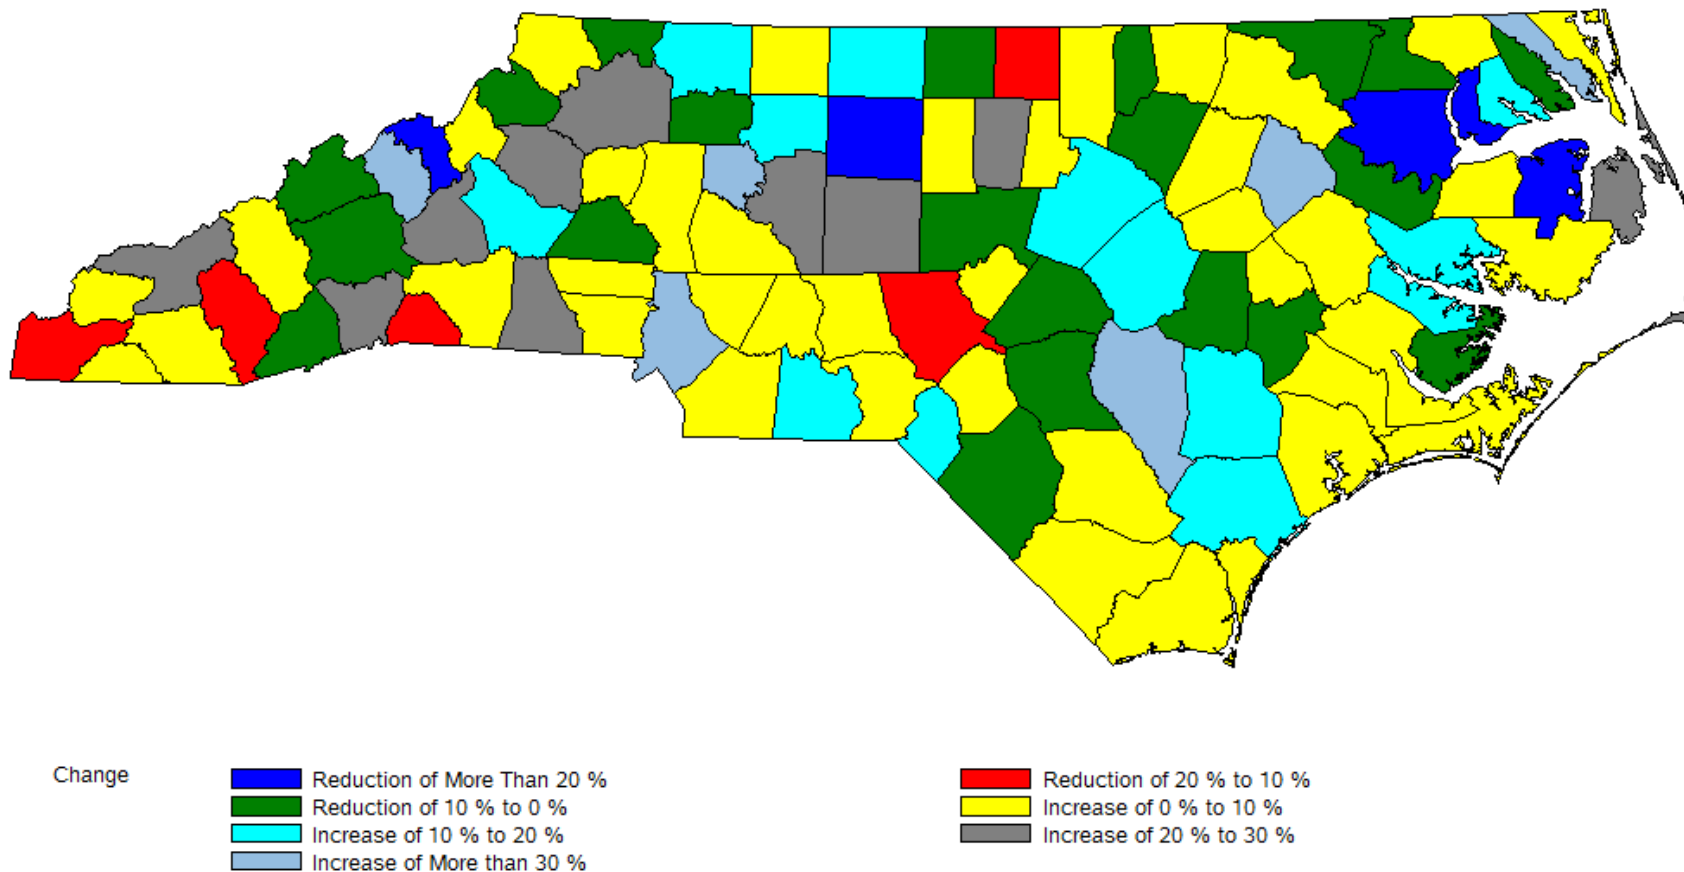 Change
Reduction of More Than 20 %
Reduction of 20 % to 10 %
Reduction of 10 % to 0 %
Increase of 0 % to 10 %
Increase of 10 % to 20 %
Increase of 20 % to 30 %
Increase of More than 30 %